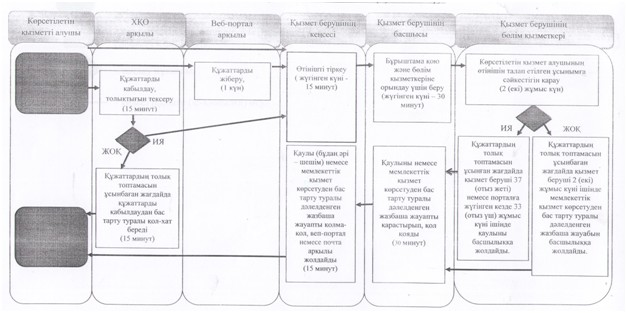 Көрсетілетін
қызметті алушы
ХҚО
арқылы
Веб-портал
арқылы
Қызмет берушінің
кеңсесі
Қызмет берушінің
басшысы
Қызмет берушінің
бөлім қызметкері
Құжаттарды
қабылдау,
толықтығын тексеру
(15 минут)
ИЯ
ЖОҚ
Құжаттардың толық
топтамасын
ұсынбаған жағдайда
құжаттарды
қабылдаудан бас
тарту туралы қол-хат
береді
(15 минут)
Құжаттарды
жіберу,
(1 күн)
Өтінішті тіркеу
( жүгінген күні –
15 минут)
Қаулы (бұдан әрі
– шешім) немесе
мемлекеттік
қызмет
көрсетуден бас
тарту туралы
дәлелденген
жазбаша
жауапты қолма-
қол, веп-портал
немесе почта
арқылы
жолдайды
(15 минут)
Бұрыштама қою
және бөлім
қызметкеріне
орындау үшін беру
(жүгінген күні – 30
минут)
Қаулыны немесе
мемлекеттік
қызмет
көрсетуден бас
тарту туралы
дәлелденген
жазбаша жауапты
қарастырып, қол
қояды
(30 минут)
Көрсетілетін қызмет алушының
өтінішін талап етілген ұсынымға
сәйкестігін қарау
(2 (екі) жұмыс күн)
ИЯ
ЖОҚ
Құжаттардың толық
топтамасын
ұсынған жағдайда
қызмет беруші 37
(отыз жеті)
немесе порталға
жүгінген кезде 33
(отыз үш) жұмыс
күні ішінде
қаулыны
басшылыққа
жолдайды.
Құжаттардың толық
топтамасын
ұсынбаған жағдайда
қызмет беруші 2 (екі)
жұмыс күні ішінде
мемлекеттік қызмет
көрсетуден бас
тарту туралы
дәлелденген
жазбаша жауабын
басшылыққа
жолдайды.